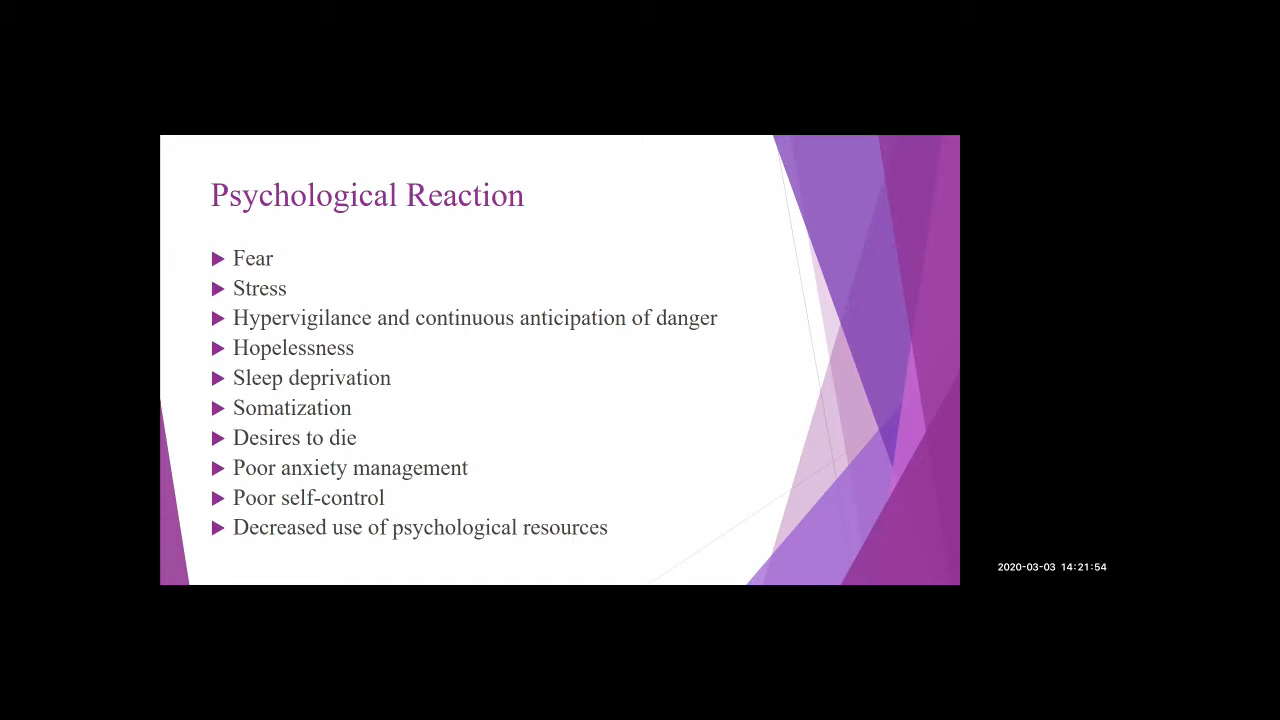 Psychological Reaction
Fear
Stress
Hypervigilance and continuous anticipation of danger
Hopelessness
Sleep deprivation
Somatization
Desires to die
Poor anxiety management
Poor self-control
Decreased use of psychological resources
2020-03-03 14:21:54